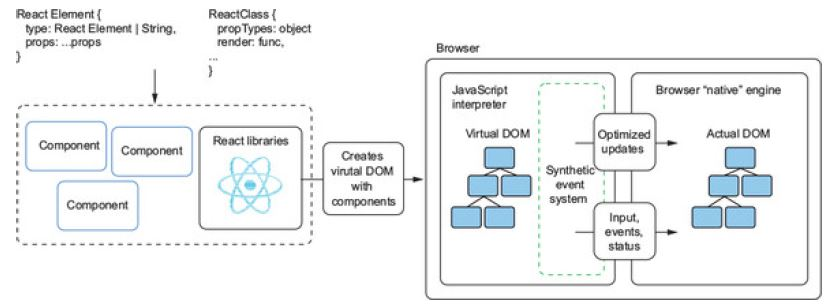 React Element {
type: React Element | String,
props: ...props
}
ReactClass {
propTypes: object
render: func,
...
}
Component
Component
Component
React libraries
Creates
virutal DOM
with
components
Browser
JavaScript
interpreter
Virtual DOM
Synthetic
event
system
Optimized
updates
Input,
events,
status
Browser “native” engine
Actual DOM